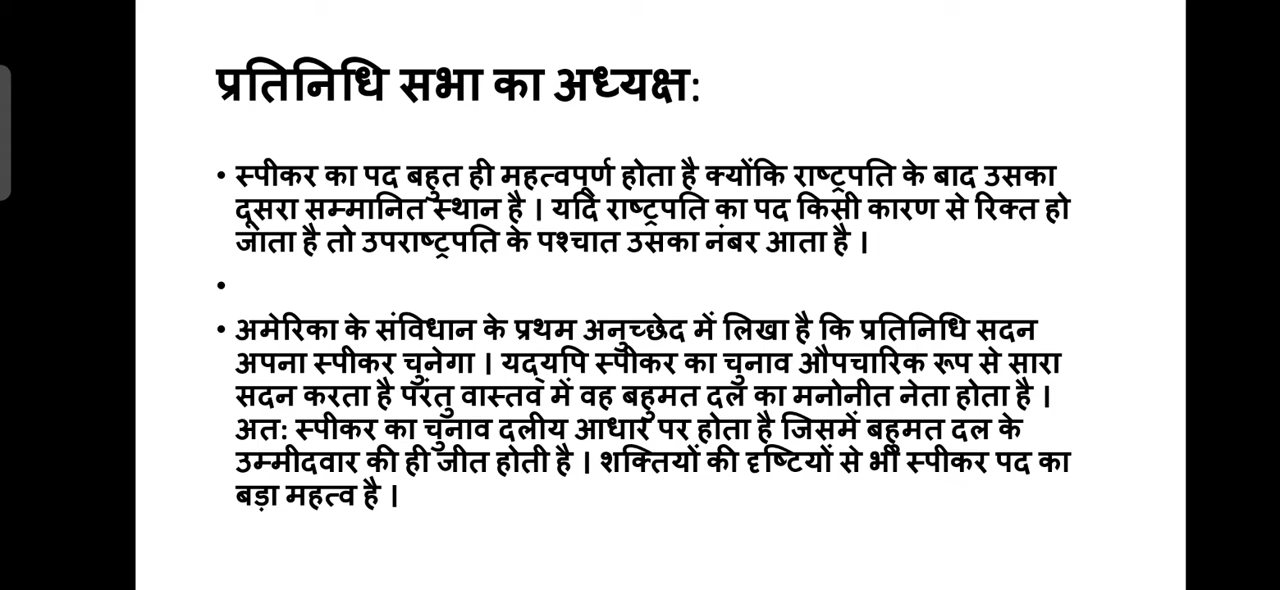 प्रतिनिधि सभा का अध्यक्ष:
• स्पीकर का पद बहुत ही महत्वपूर्ण होता है क्योंकि राष्ट्रपति के बाद उसका
दूसरा सम्मानित स्थान है । यदि राष्ट्रपति का पद किसी कारण से रिक्त हो
जाता है तो उपराष्ट्रपति के पश्चात उसका नंबर आता है ।
•
• अमेरिका के संविधान के प्रथम अनुच्छेद में लिखा है कि प्रतिनिधि सदन
अपना स्पीकर चुनेगा । यद्यपि स्पीकर का चुनाव औपचारिक रूप से सारा
सदन करता है परंतु वास्तव में वह बहुमत दल का मनोनीत नेता होता है ।
अत: स्पीकर का चुनाव दलीय आधार पर होता है जिसमें बहुमत दल के
उम्मीदवार की ही जीत होती है । शक्तियों की दृष्टियों से भी स्पीकर पद का
बड़ा महत्व है ।